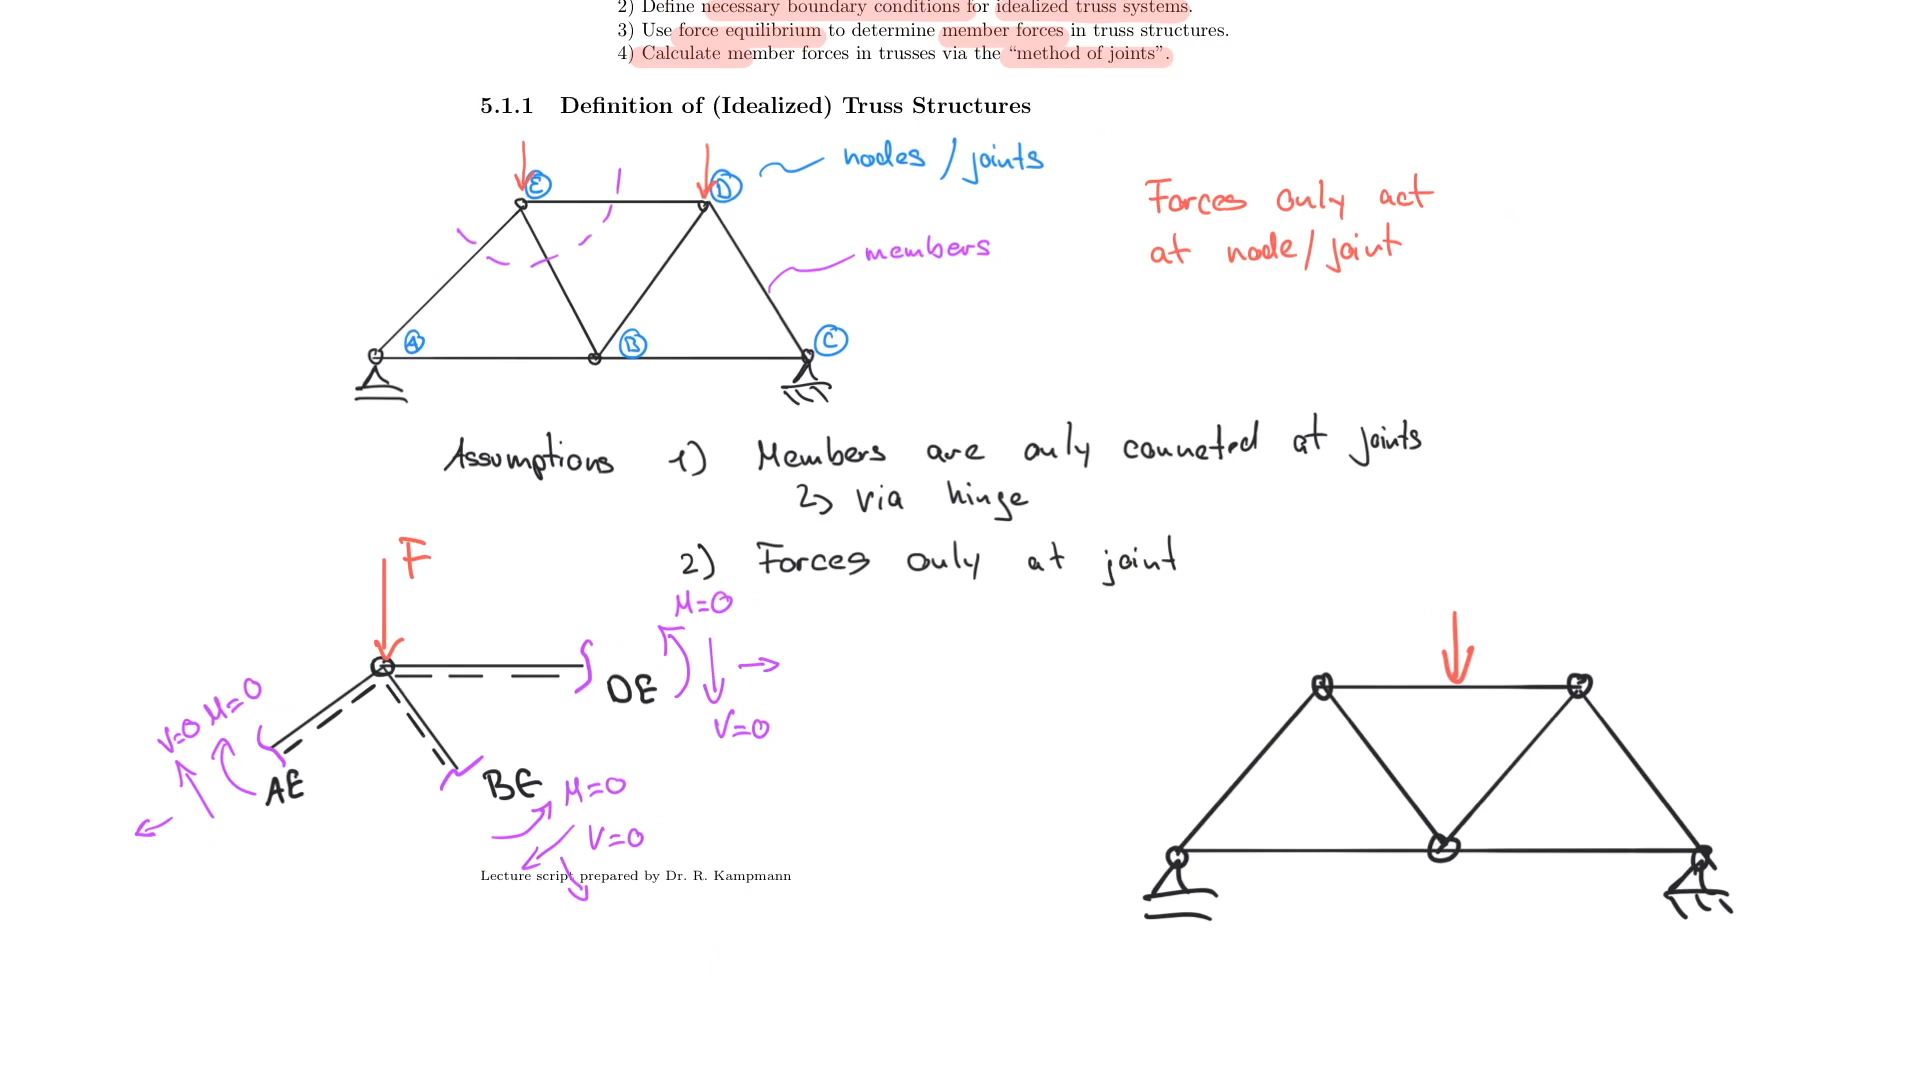 2) Define necessary boundary conditions for idealized truss systems.
3) Use force equilibrium to determine member forces in truss structures.
4) Calculate member forces in trusses via the “method of joints”.
5.1.1 Definition of (Idealized) Truss Structures
E
D
nodes / joints
Forces only act
at node/joint
members
A
B
C
Assumptions 1) Members are only conneted at joints
via hinge
2) Forces only at joint
F
M=0
DE
V=0
V=0 M=0
AE
BE M=0
V=0
Lecture script prepared by Dr. R. Kampmann